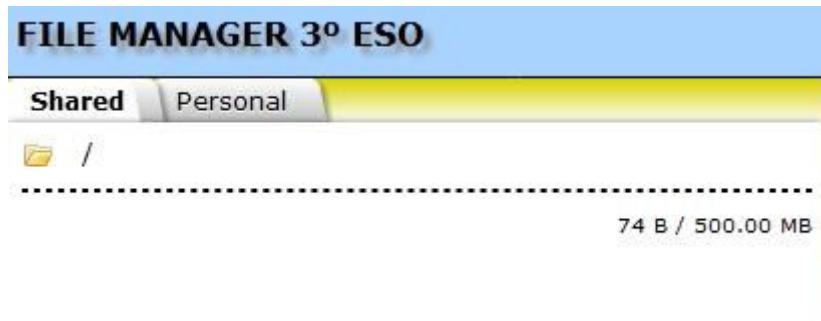 FILE MANAGER 3º ESO
Shared Personal
/
74 B / 500.00 MB